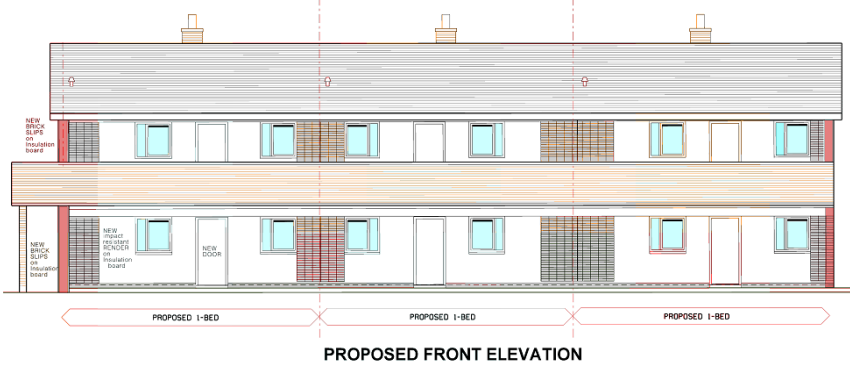 NEW
BRICK
SLIPS
on
Insulation
board
NEW
BRICK
SLIPS
on
Insulation
board
NEW
impact
resistant
RENDER
on
Insulation
board
NEW
DOOR
PROPOSED 1-BED
PROPOSED 1-BED
PROPOSED 1-BED
PROPOSED FRONT ELEVATION